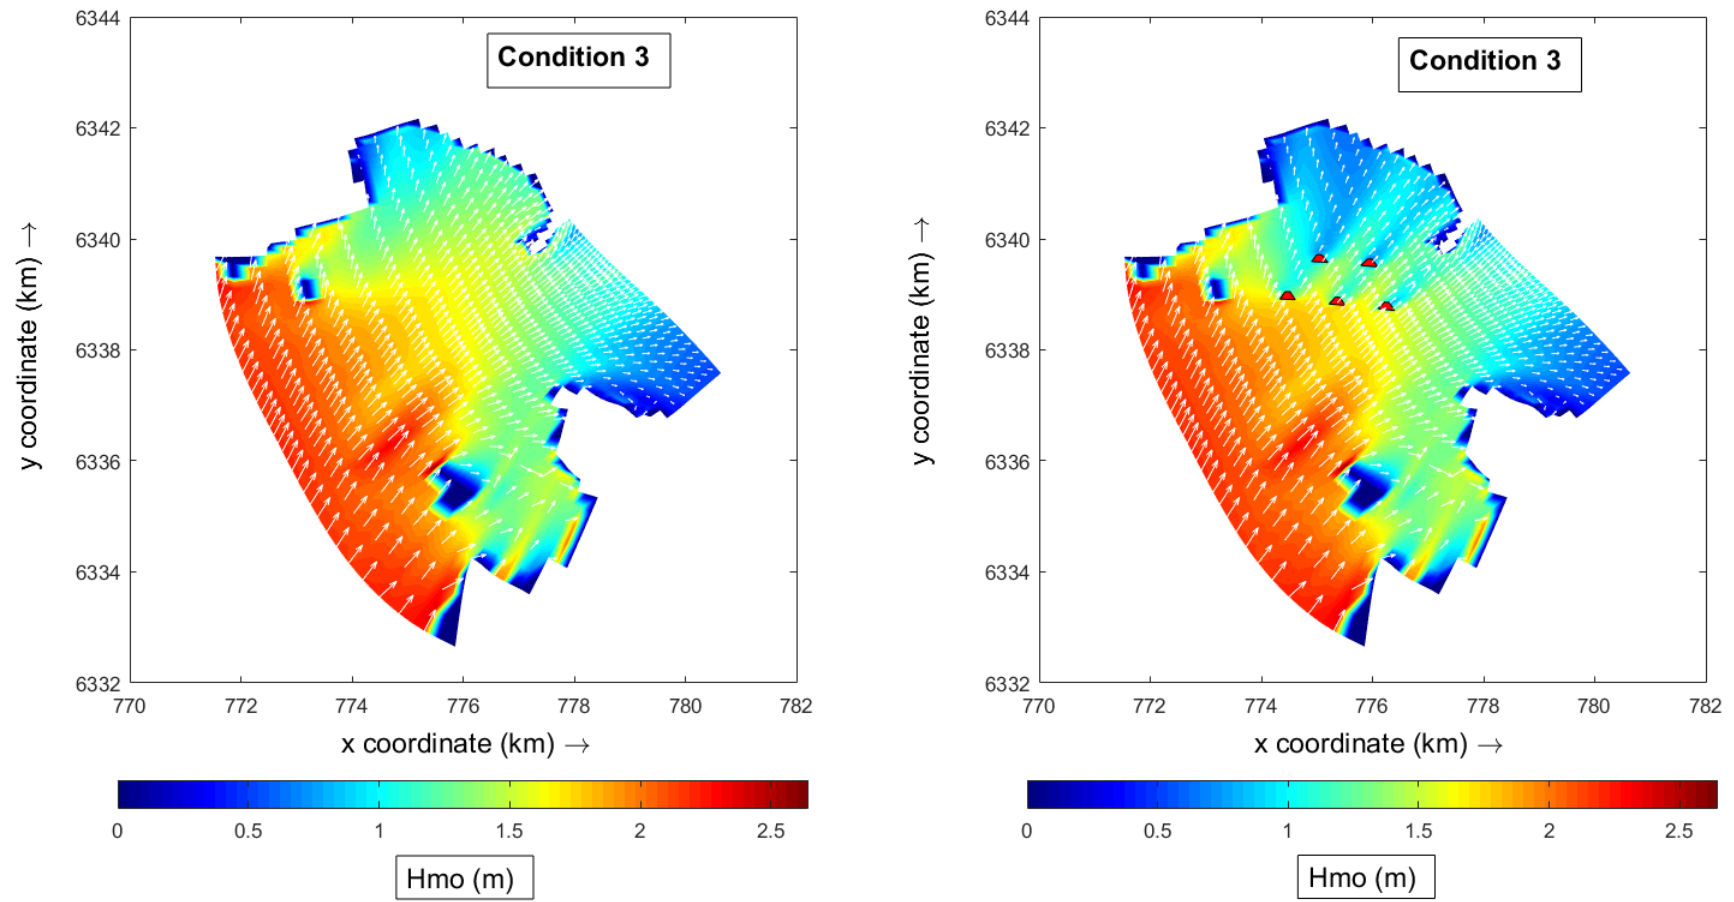 Condition 3
6344
6342
6340
6338
6336
6334
6332
y coordinate (km) →
770 772 774 776 778 780 782
x coordinate (km) →
0 0.5 1 1.5 2 2.5
Hmo (m)
Condition 3
6344
6342
6340
6338
6336
6334
6332
y coordinate (km) →
770 772 774 776 778 780 782
x coordinate (km) →
0 0.5 1 1.5 2 2.5
Hmo (m)